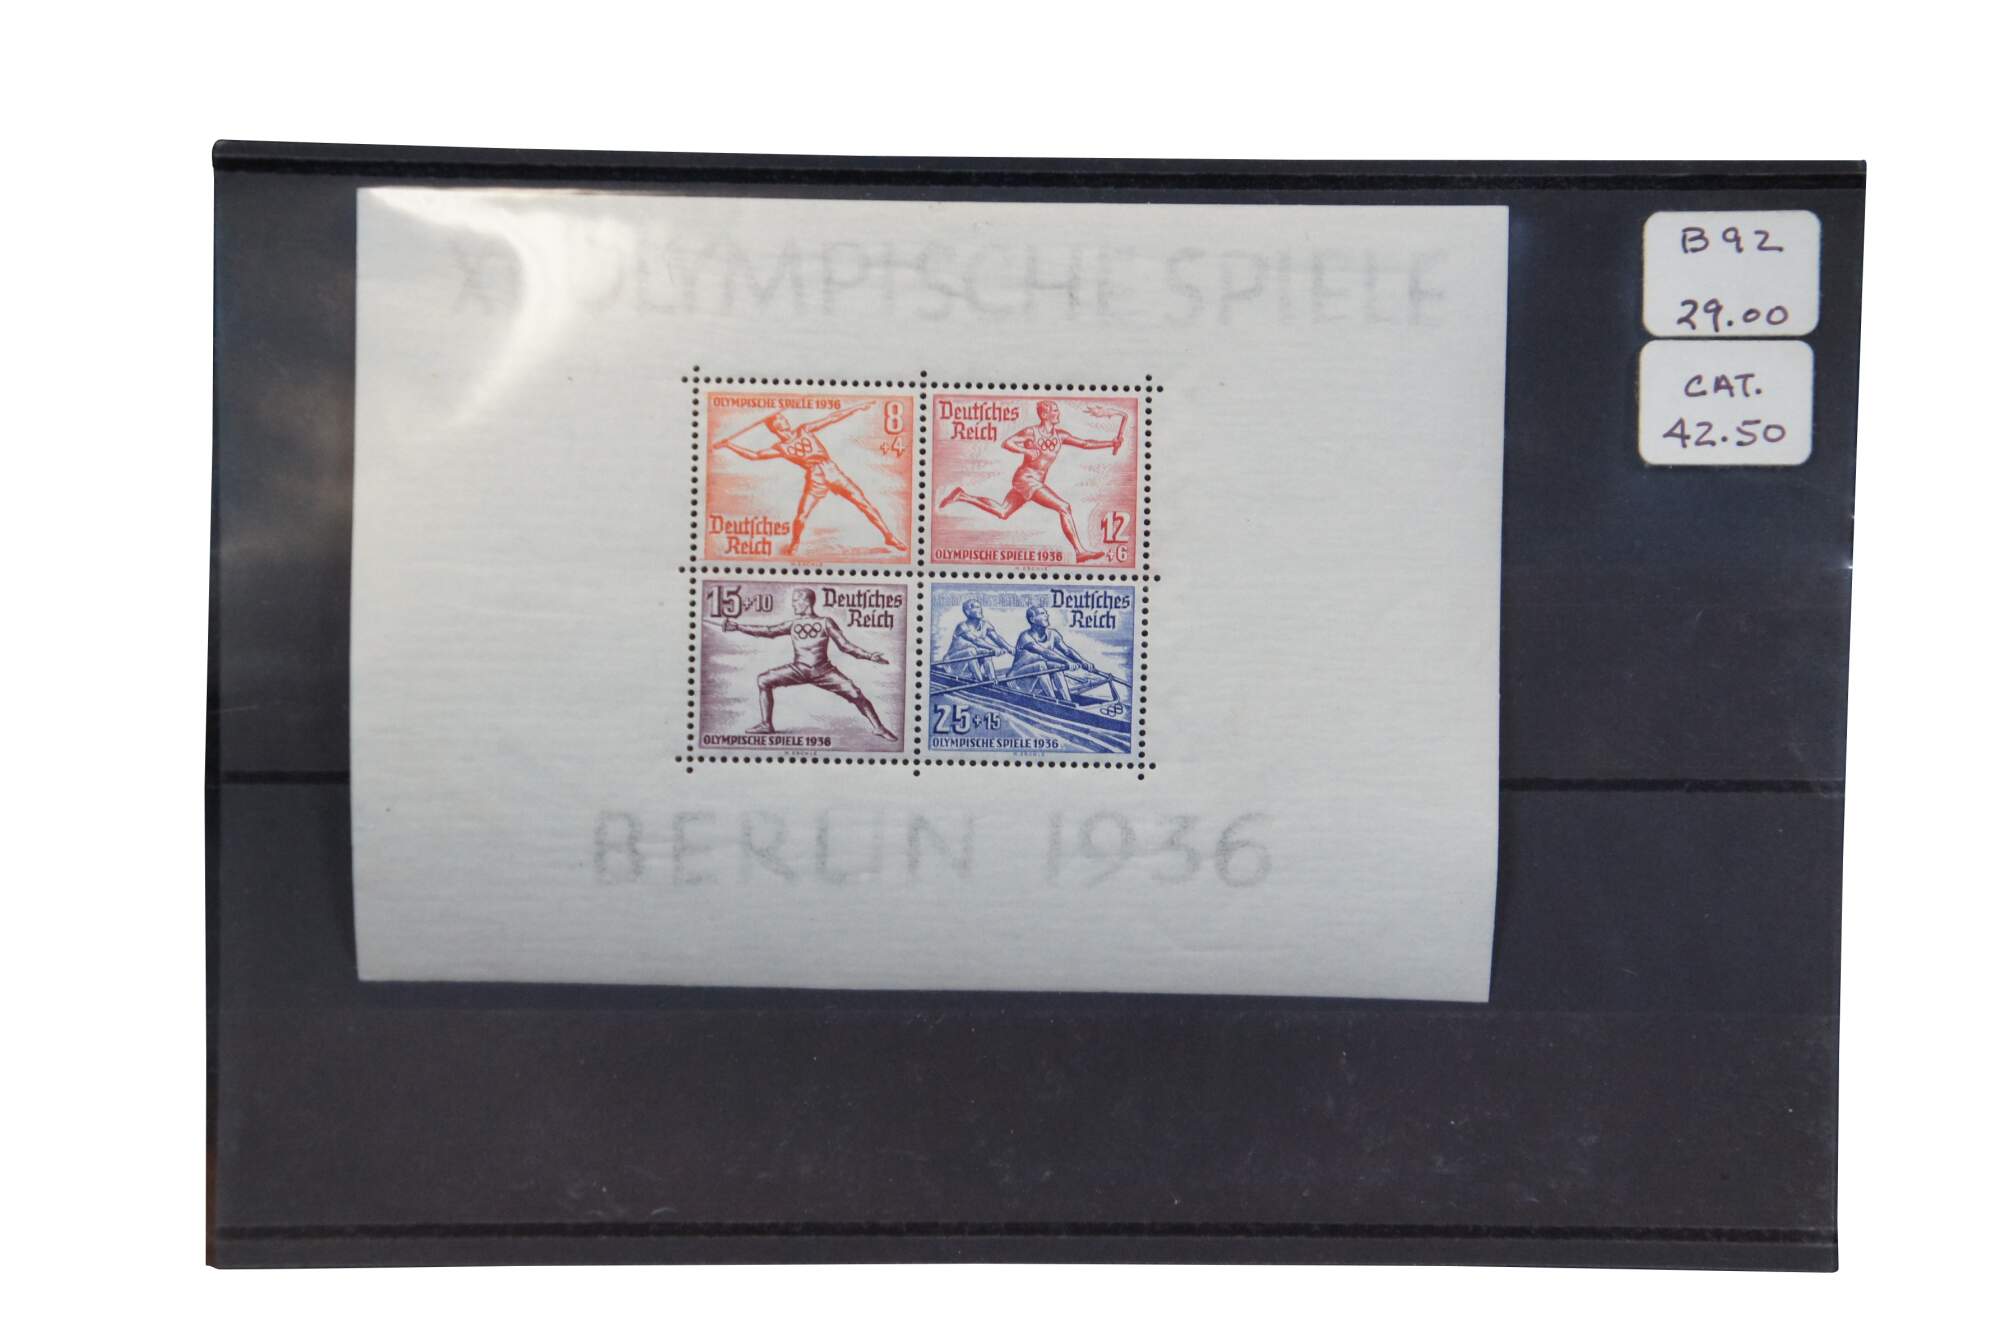 XI. OLYMPISCHE SPIELE
OLYMPISCHE SPIELE 1936
8
+4
Deutsches
Reich
Deutsches
Reich
12
+6
OLYMPISCHE SPIELE 1936
15+10
Deutsches
Reich
OLYMPISCHE SPIELE 1936
Deutsches
Reich
25+15
OLYMPISCHE SPIELE 1936
BERLIN 1936
B92
29.00
CAT.
42.50